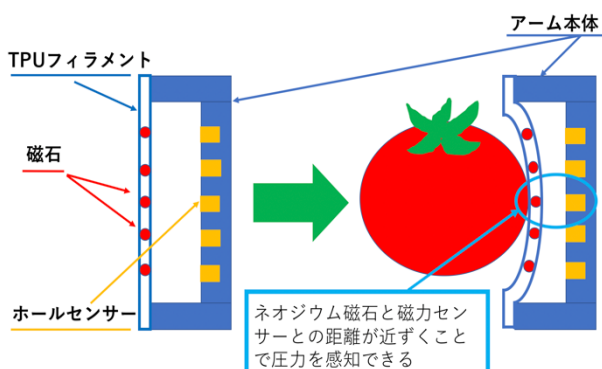 アーム本体
TPUフィラメント
磁石
ホールセンサー
ネオジウム磁石と磁力セン
サーとの距離が近ずくこと
で圧力を感知できる